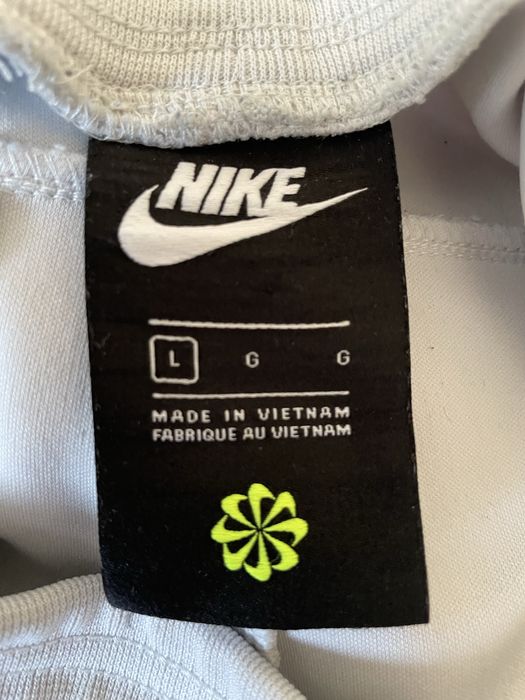 NIKE
L G G
MADE IN VIETNAM
FABRIQUE AU VIETNAM